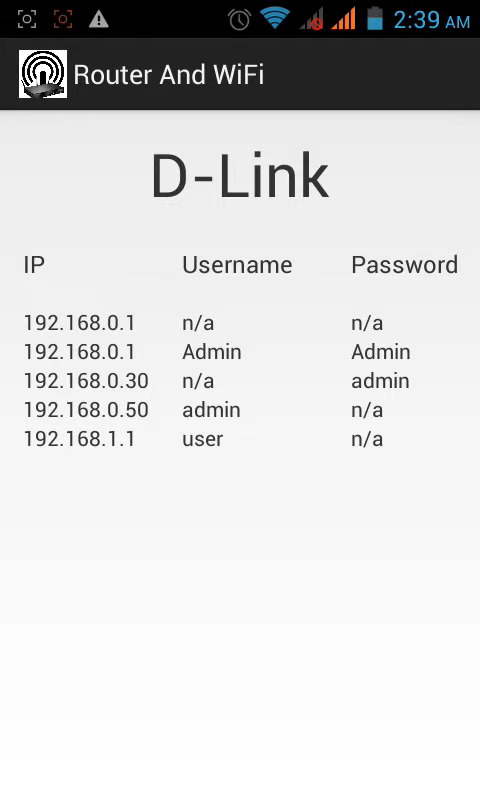 2:39 AM
Router And WiFi
D-Link
IP Username Password
192.168.0.1 n/a n/a
192.168.0.1 Admin Admin
192.168.0.30 n/a admin
192.168.0.50 admin n/a
192.168.1.1 user n/a